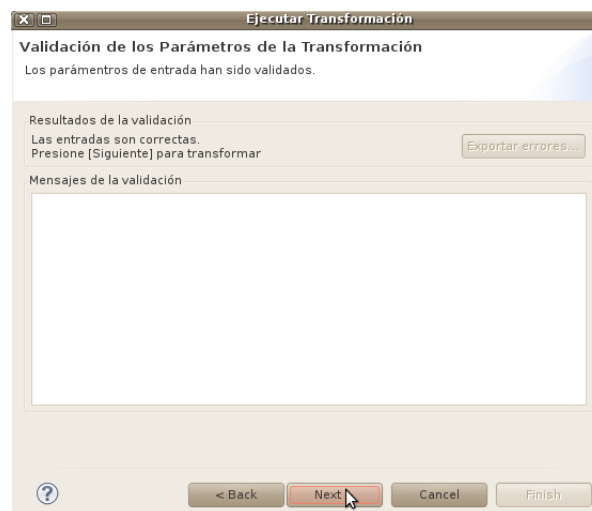 Ejecutar Transformación
Validación de los Parámetros de la Transformación
Los parámentros de entrada han sido validados.
Resultados de la validación
Las entradas son correctas.
Presione [Siguiente] para transformar
Exportar errores...
Mensajes de la validación
?
< Back
Next >
Cancel
Finish